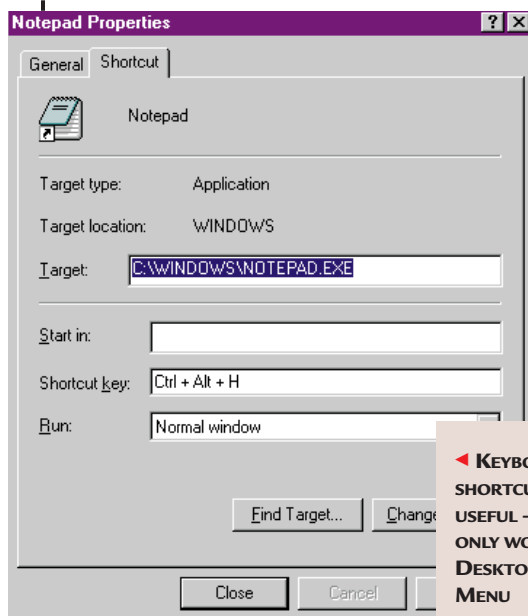 Notepad Properties
General Shortcut
Notepad
Target type: Application
Target location: WINDOWS
Target: C:\WINDOWS\NOTEPAD.EXE
Start in:
Shortcut key: Ctrl + Alt + H
Run: Normal window
Find Target...
Close Cancel
USEFUL –
MENU